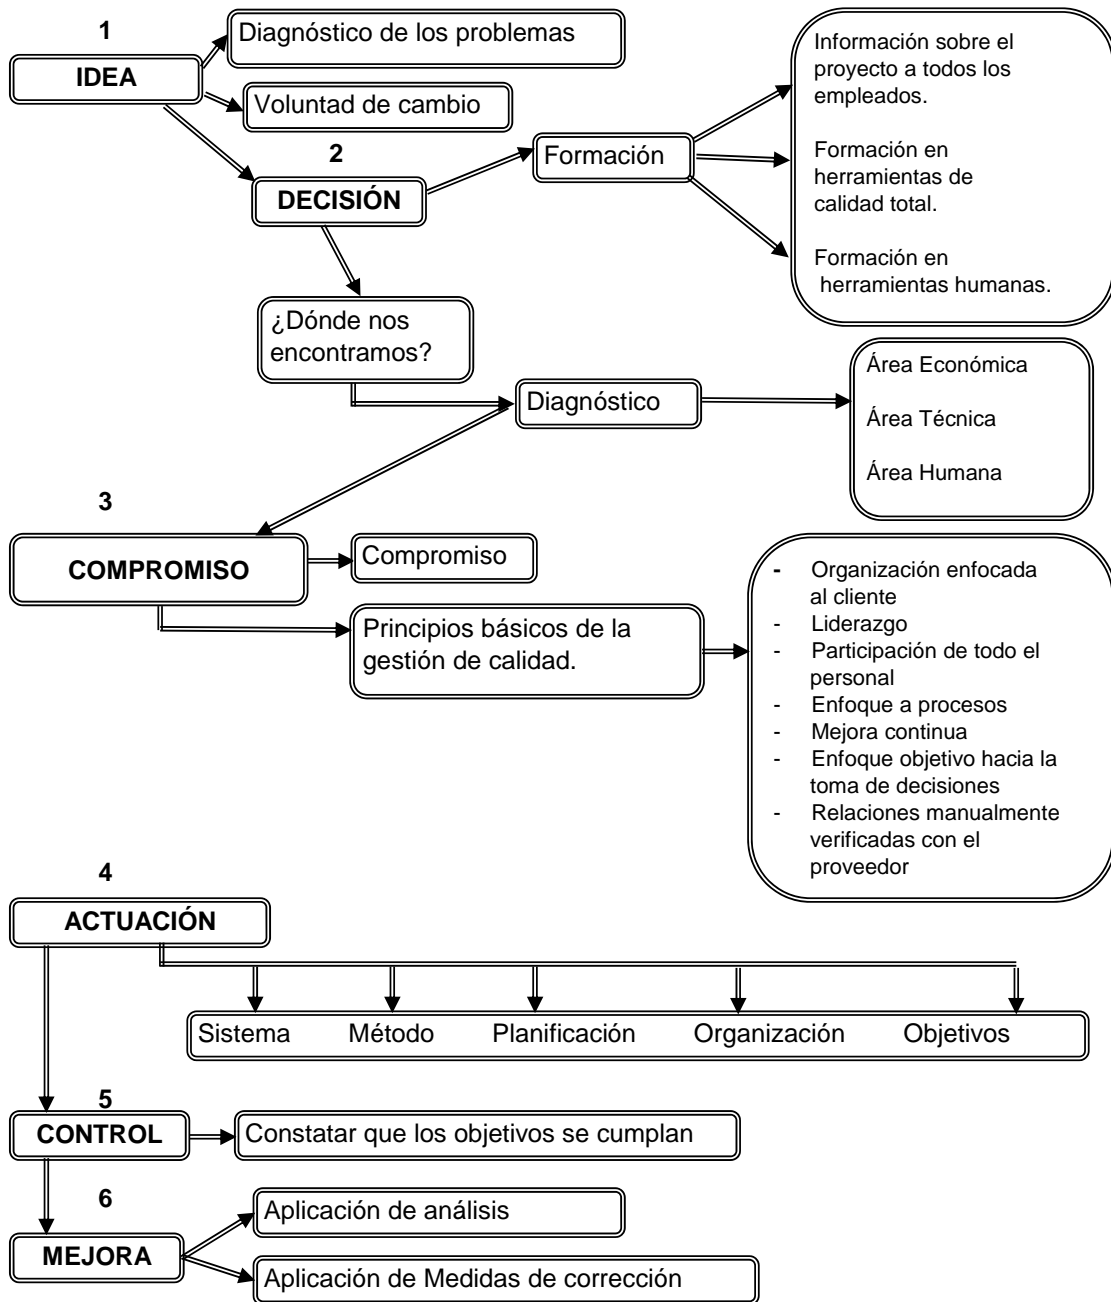 1
IDEA
Diagnóstico de los problemas
Voluntad de cambio
2
DECISIÓN
Formación
Información sobre el
proyecto a todos los
empleados.
Formación en
herramientas de
calidad total.
Formación en
herramientas humanas.
¿Dónde nos
encontramos?
Diagnóstico
Área Económica
Área Técnica
Área Humana
3
COMPROMISO
Compromiso
Principios básicos de la
gestión de calidad.
- Organización enfocada
al cliente
- Liderazgo
- Participación de todo el
personal
- Enfoque a procesos
- Mejora continua
- Enfoque objetivo hacia la
toma de decisiones
- Relaciones manualmente
verificadas con el
proveedor
4
ACTUACIÓN
Sistema Método Planificación Organización Objetivos
5
CONTROL
Constatar que los objetivos se cumplan
6
MEJORA
Aplicación de análisis
Aplicación de Medidas de corrección